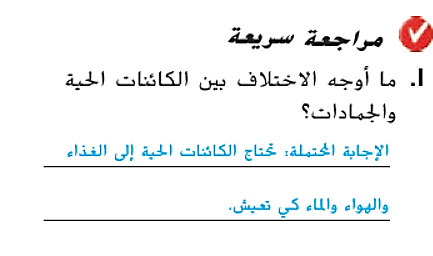 مراجعة سريعة
١. ما أوجه الاختلاف بين الكائنات الحية
والجمادات؟
الإجابة المحتملة: تحتاج الكائنات الحية إلى الغذاء
والهواء والماء كي تعيش.